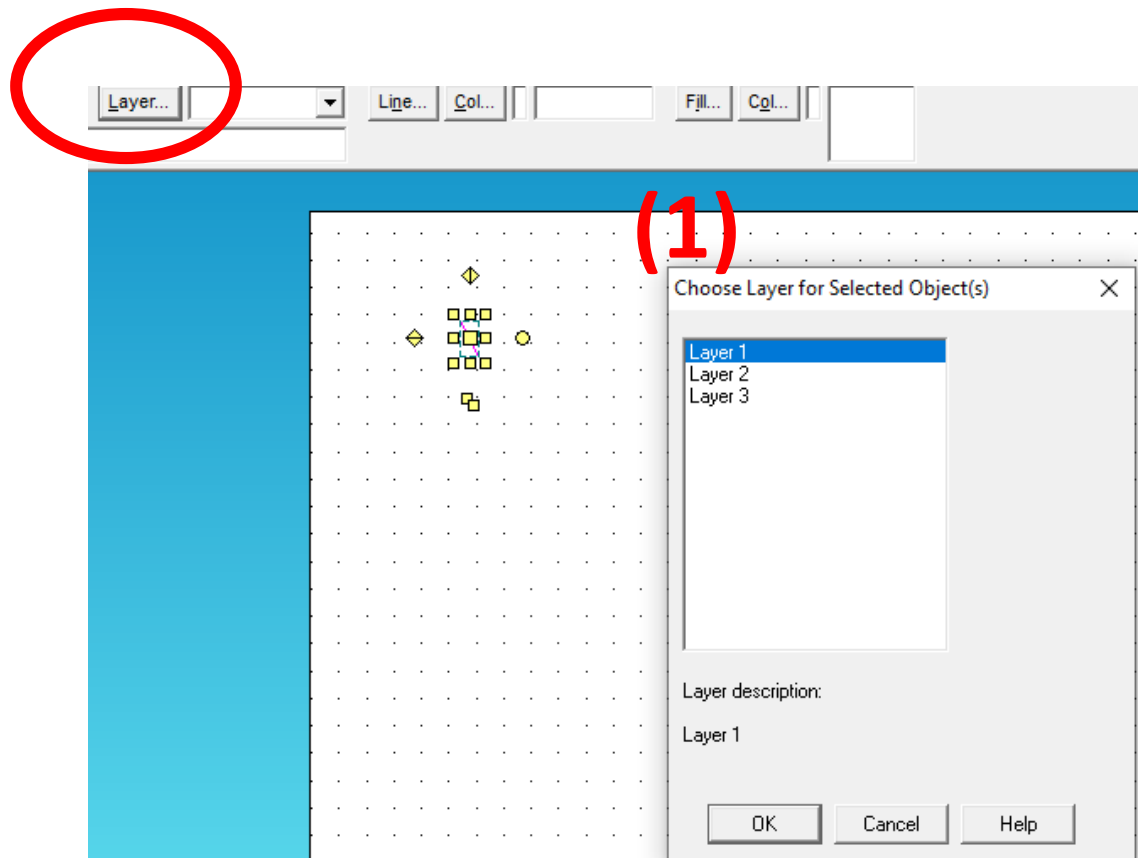 Layer... Line... Col... Fill... Col...
(1)
Choose Layer for Selected Object(s)
Layer 1
Layer 2
Layer 3
Layer description:
Layer 1
OK Cancel Help